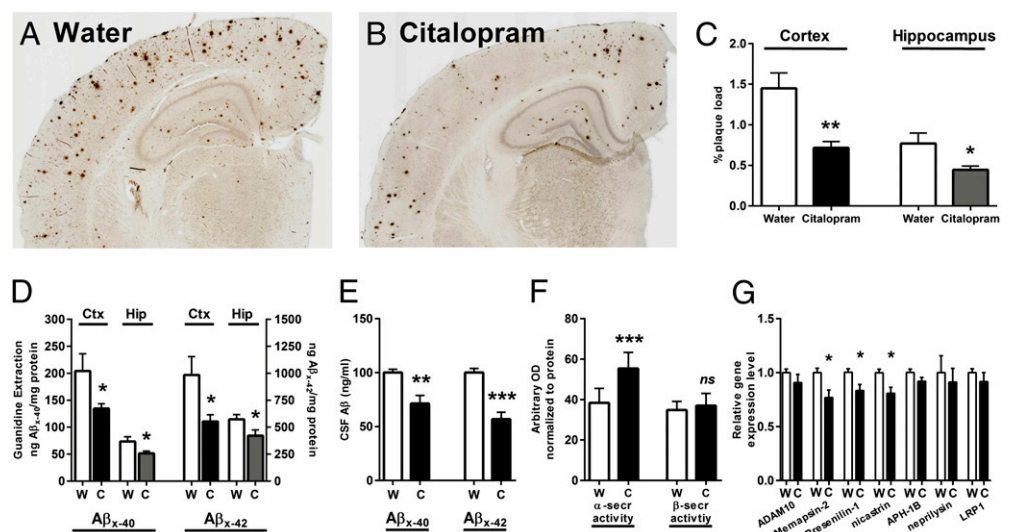 A Water
B Citalopram
C
Cortex
Hippocampus
2.0
1.5
1.0
0.5
0.0
% plaque load
**
*
Water Citalopram
Water Citalopram
D
Ctx Hip
Ctx Hip
300
250
200
150
100
50
0
1500
1250
1000
750
500
250
0
Guanidine Extraction
ng Aβx-40/mg protein
ng Aβx-42/mg protein
*
*
*
*
W C W C
W C W C
Aβx-40
Aβx-42
E
500
400
300
200
100
0
CSF Aβ (ng/ml)
**
***
W C
W C
Aβx-40
Aβx-42
F
80
60
40
20
0
Arbitrary OD
normalized to protein
***
ns
W C
W C
α-secr
activity
β-secr
activtiy
G
1.5
1.0
0.5
0.0
Relative gene
expression level
*
*
*
W C W C W C W C W C W C W C
ADAM10
Memapsin-2
Presenilin-1
nicastrin
APH-1B
neprilysin
LRP1